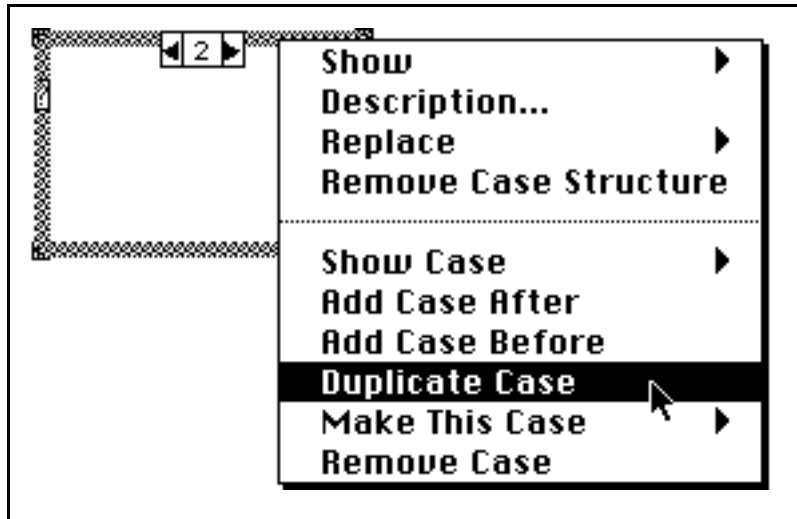 2
?
Show
Description...
Replace
Remove Case Structure
Show Case
Add Case After
Add Case Before
Duplicate Case
Make This Case
Remove Case